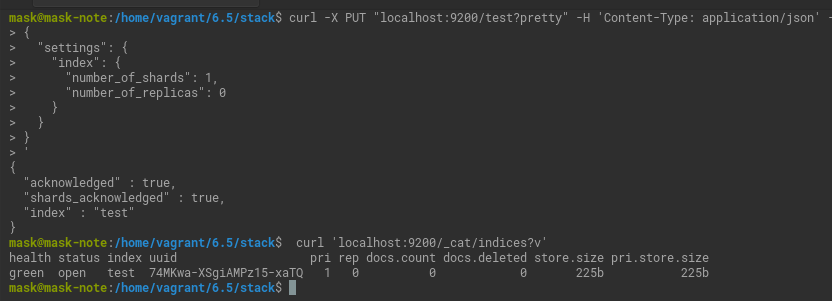 mask@mask-note:/home/vagrant/6.5/stack$ curl -X PUT "localhost:9200/test?pretty" -H 'Content-Type: application/json' -
> {
>   "settings": {
>     "index": {
>       "number_of_shards": 1,
>       "number_of_replicas": 0
>     }
>   }
> }
> '
{
  "acknowledged" : true,
  "shards_acknowledged" : true,
  "index" : "test"
}
mask@mask-note:/home/vagrant/6.5/stack$  curl 'localhost:9200/_cat/indices?v'
health status index uuid                   pri rep docs.count docs.deleted store.size pri.store.size
green  open   test  74MKwa-XSgiAMPz15-xaTQ   1   0          0            0       225b           225b
mask@mask-note:/home/vagrant/6.5/stack$